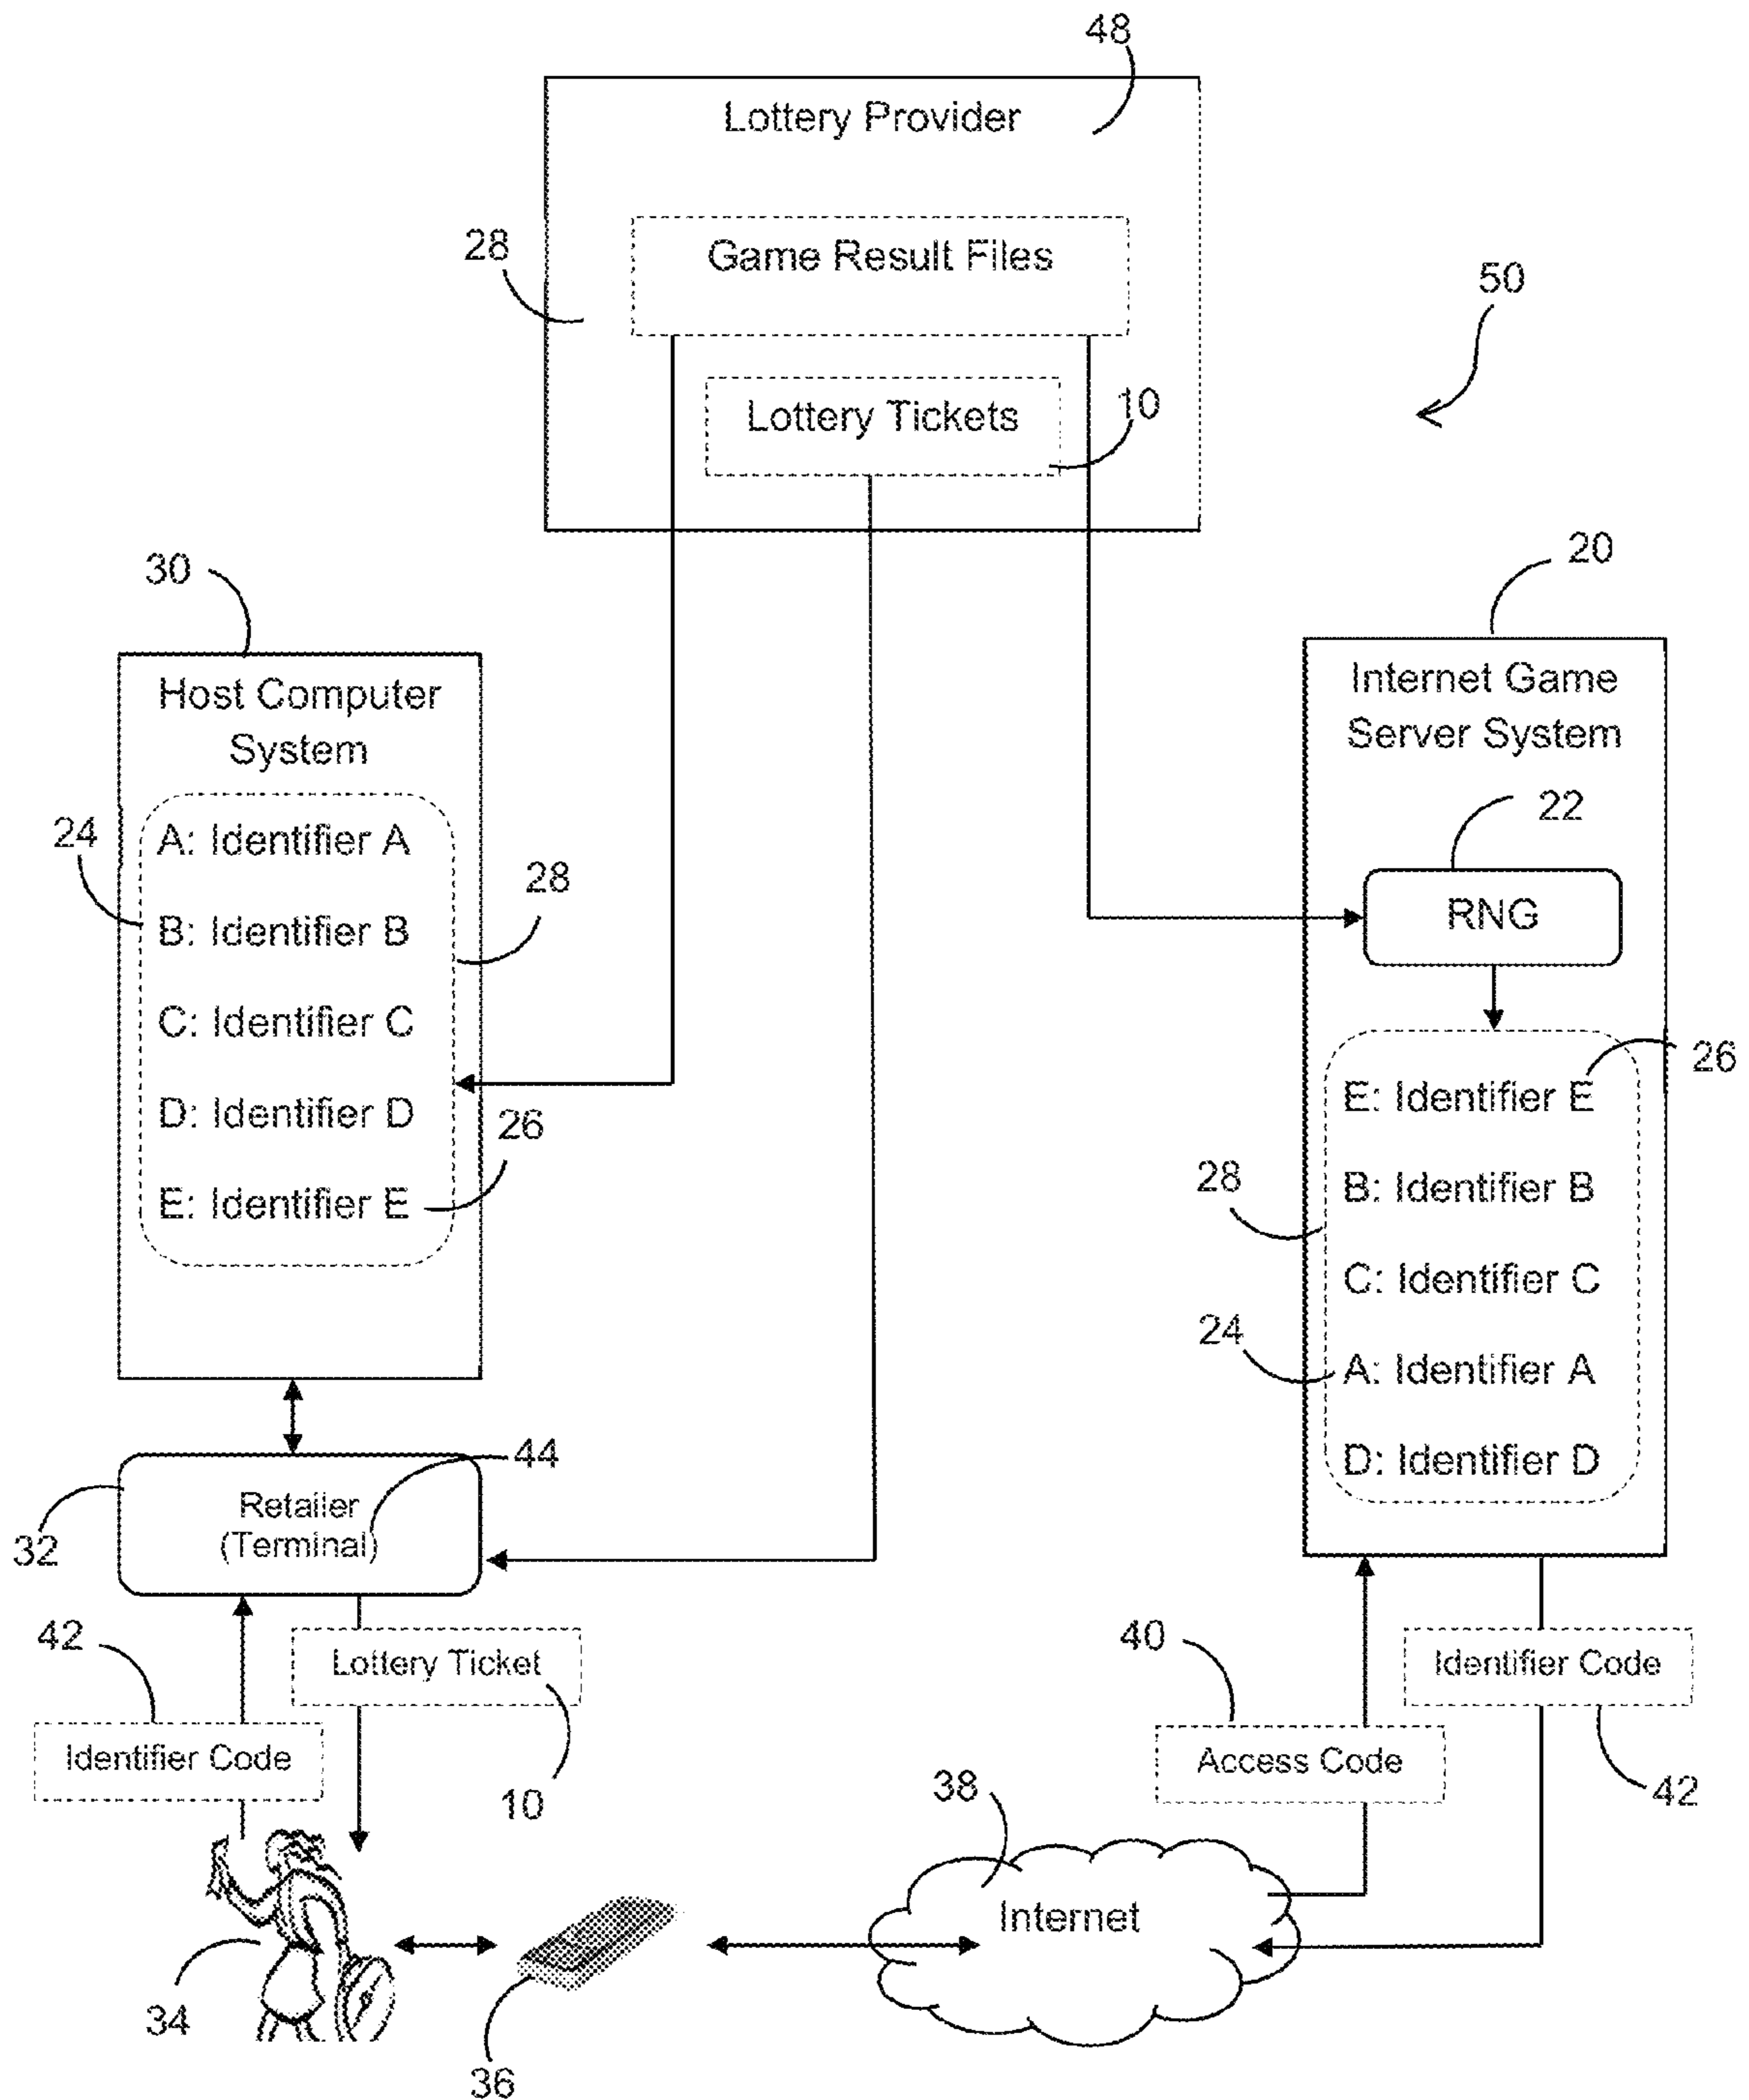 48
Lottery Provider
28
Game Result Files
50
Lottery Tickets
10
30
20
Host Computer
System
Internet Game
Server System
24
A: Identifier A
28
B: Identifier B
C: Identifier C
D: Identifier D
26
E: Identifier E
22
RNG
26
E: Identifier E
28
B: Identifier B
C: Identifier C
24
A: Identifier A
D: Identifier D
44
Retailer
(Terminal)
32
42
Lottery Ticket
Identifier Code
10
40
Identifier Code
Access Code
42
38
Internet
34
36